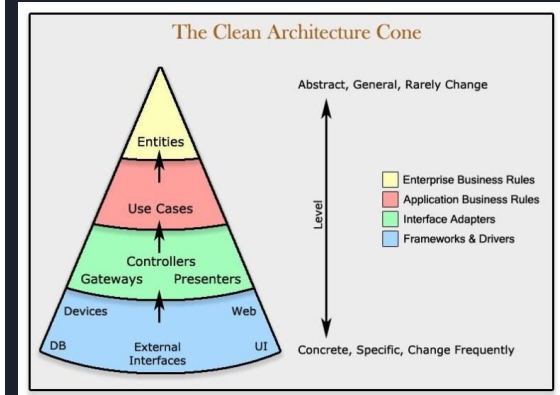 The Clean Architecture Cone
Abstract, General, Rarely Change
Entities
Enterprise Business Rules
Application Business Rules
Interface Adapters
Frameworks & Drivers
Use Cases
Level
Controllers
Gateways Presenters
Devices Web
DB External Interfaces UI
Concrete, Specific, Change Frequently